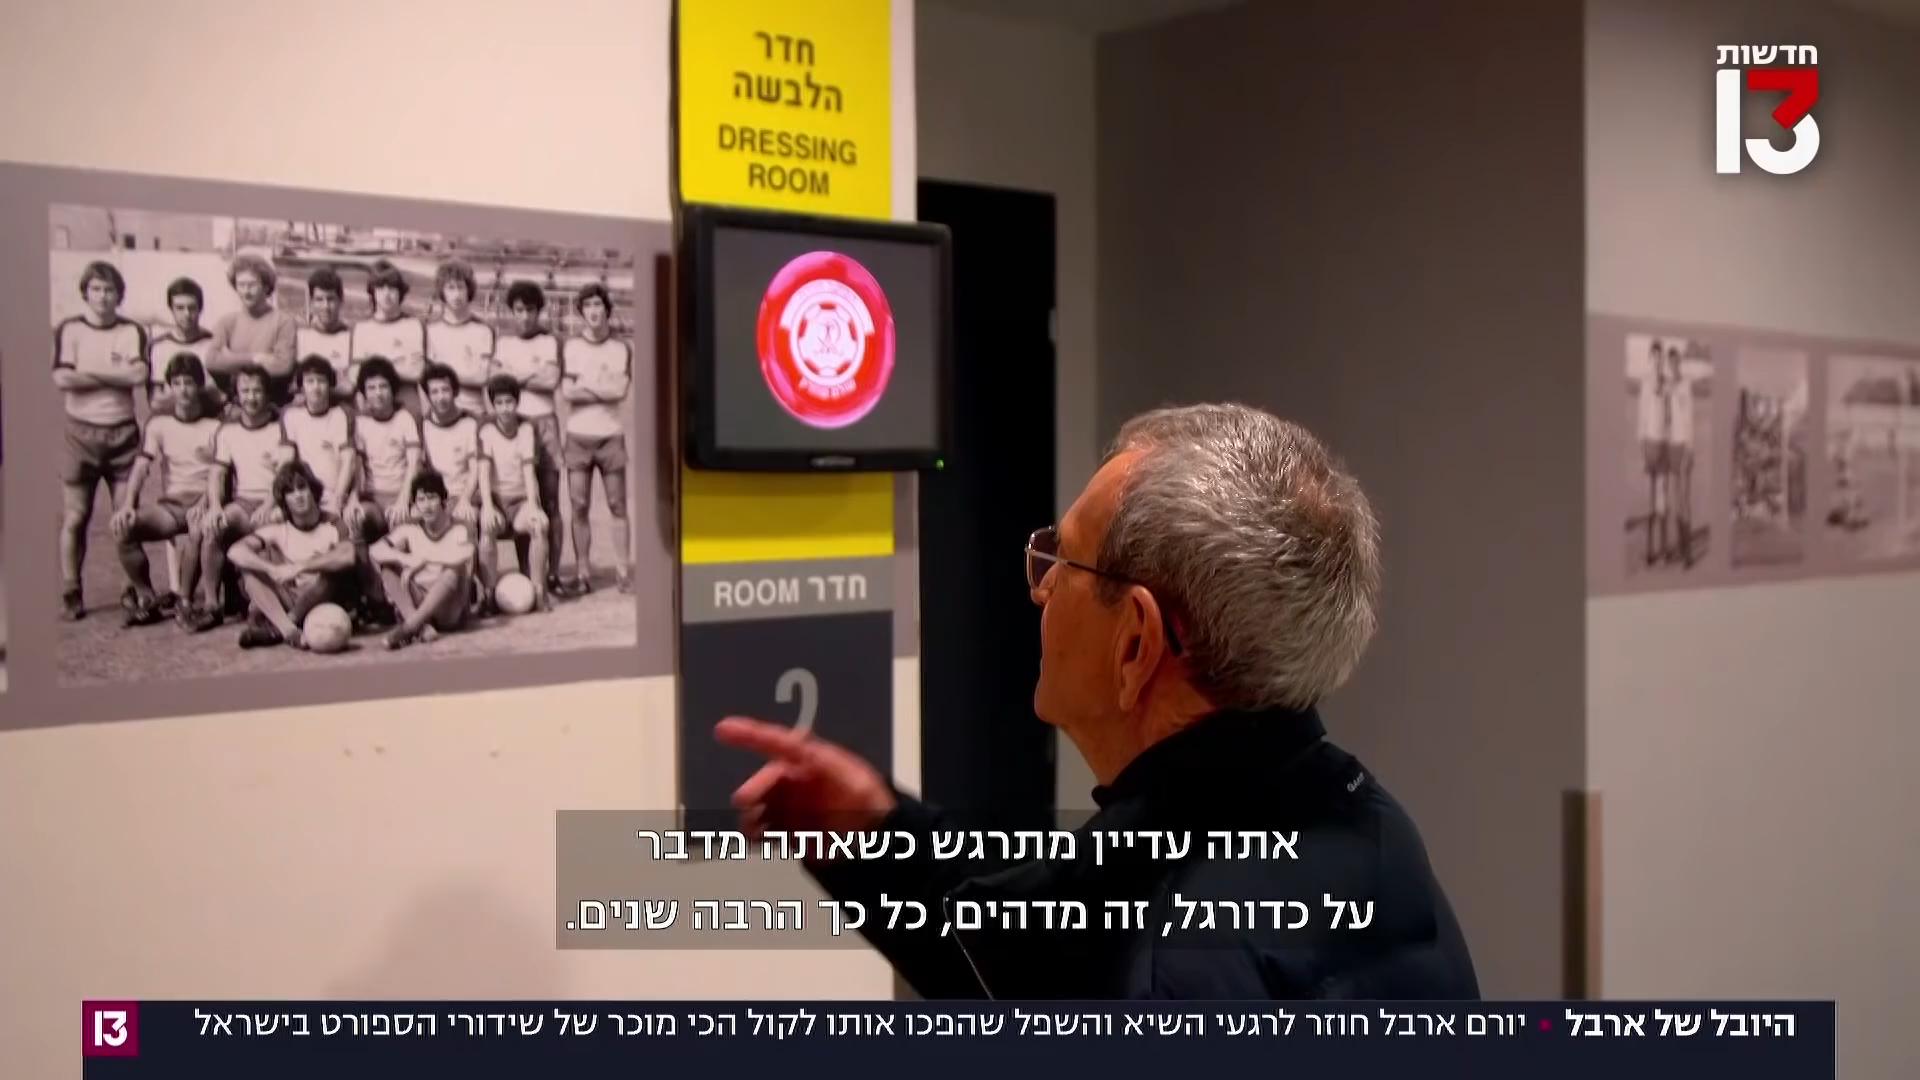 חדשות
13
חדר
הלבשה
DRESSING
ROOM
חדר ROOM
2
GANT
אתה עדיין מתרגש כשאתה מדבר
על כדורגל, זה מדהים, כל כך הרבה שנים.
היובל של ארבל • יורם ארבל חוזר לרגעי השיא והשפל שהפכו אותו לקול הכי מוכר של שידורי הספורט בישראל
13